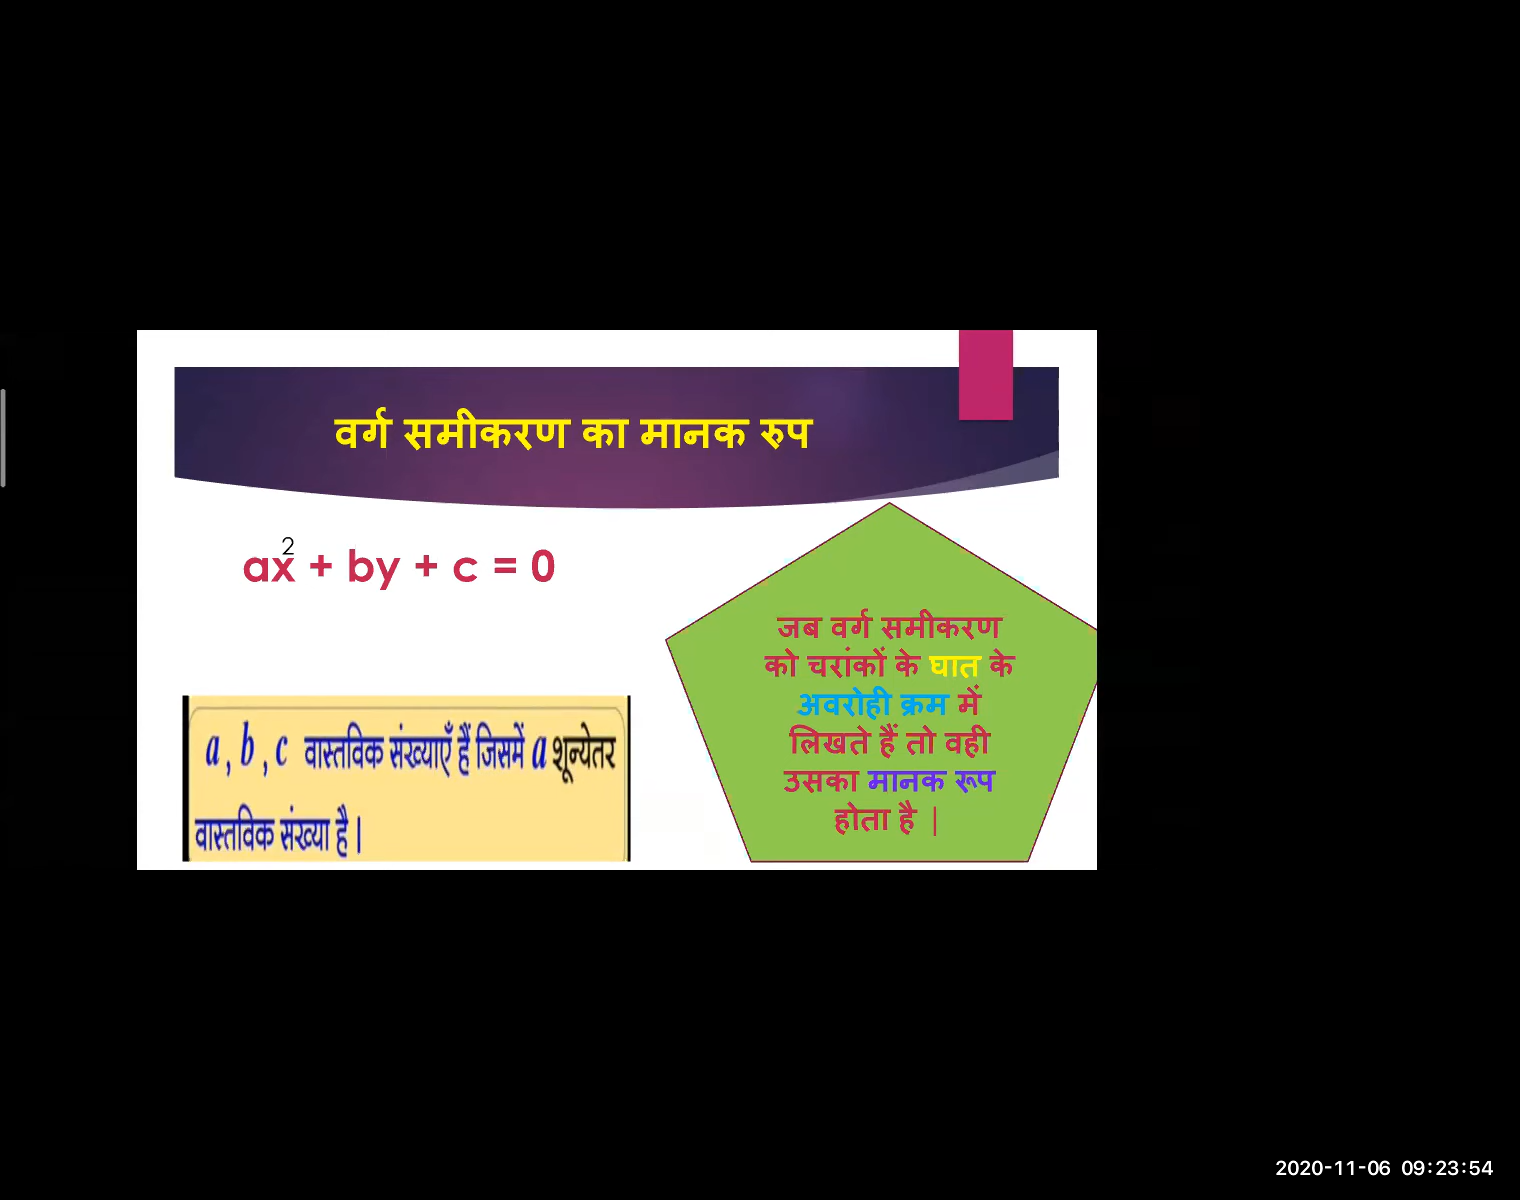 वर्ग समीकरण का मानक रुप
ax² + by + c = 0
a , b , c वास्तविक संख्याएँ हैं जिसमें a शून्येतर
वास्तविक संख्या है |
जब वर्ग समीकरण
को चरांकों के घात के
अवरोही क्रम में
लिखते हैं तो वही
उसका मानक रूप
होता है |
2020-11-06 09:23:54